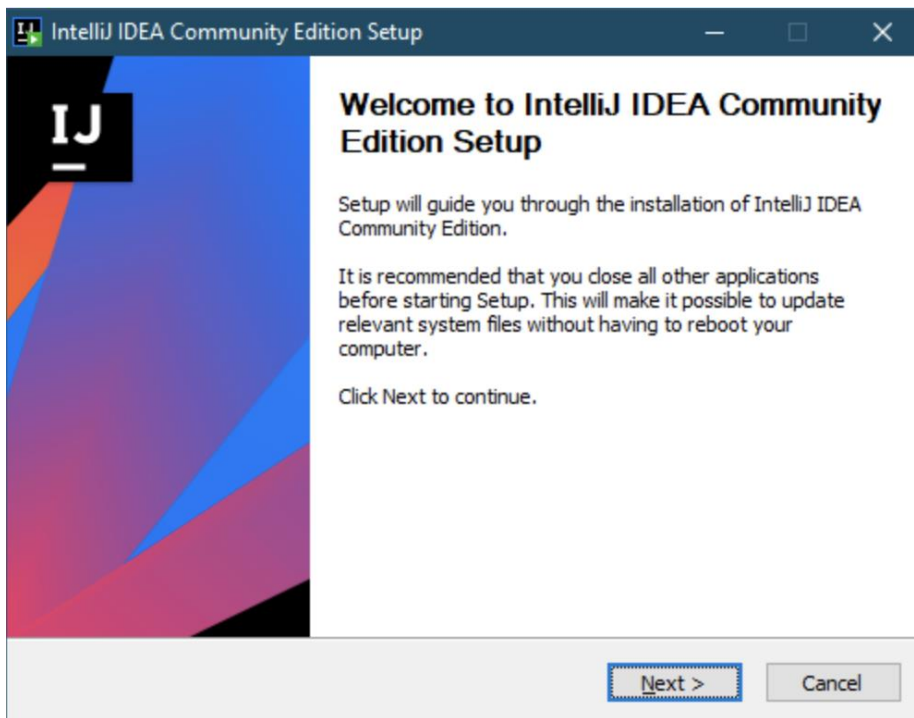 IntelliJ IDEA Community Edition Setup
IJ
Welcome to IntelliJ IDEA Community
Edition Setup
Setup will guide you through the installation of IntelliJ IDEA
Community Edition.
It is recommended that you close all other applications
before starting Setup. This will make it possible to update
relevant system files without having to reboot your
computer.
Click Next to continue.
Next >
Cancel